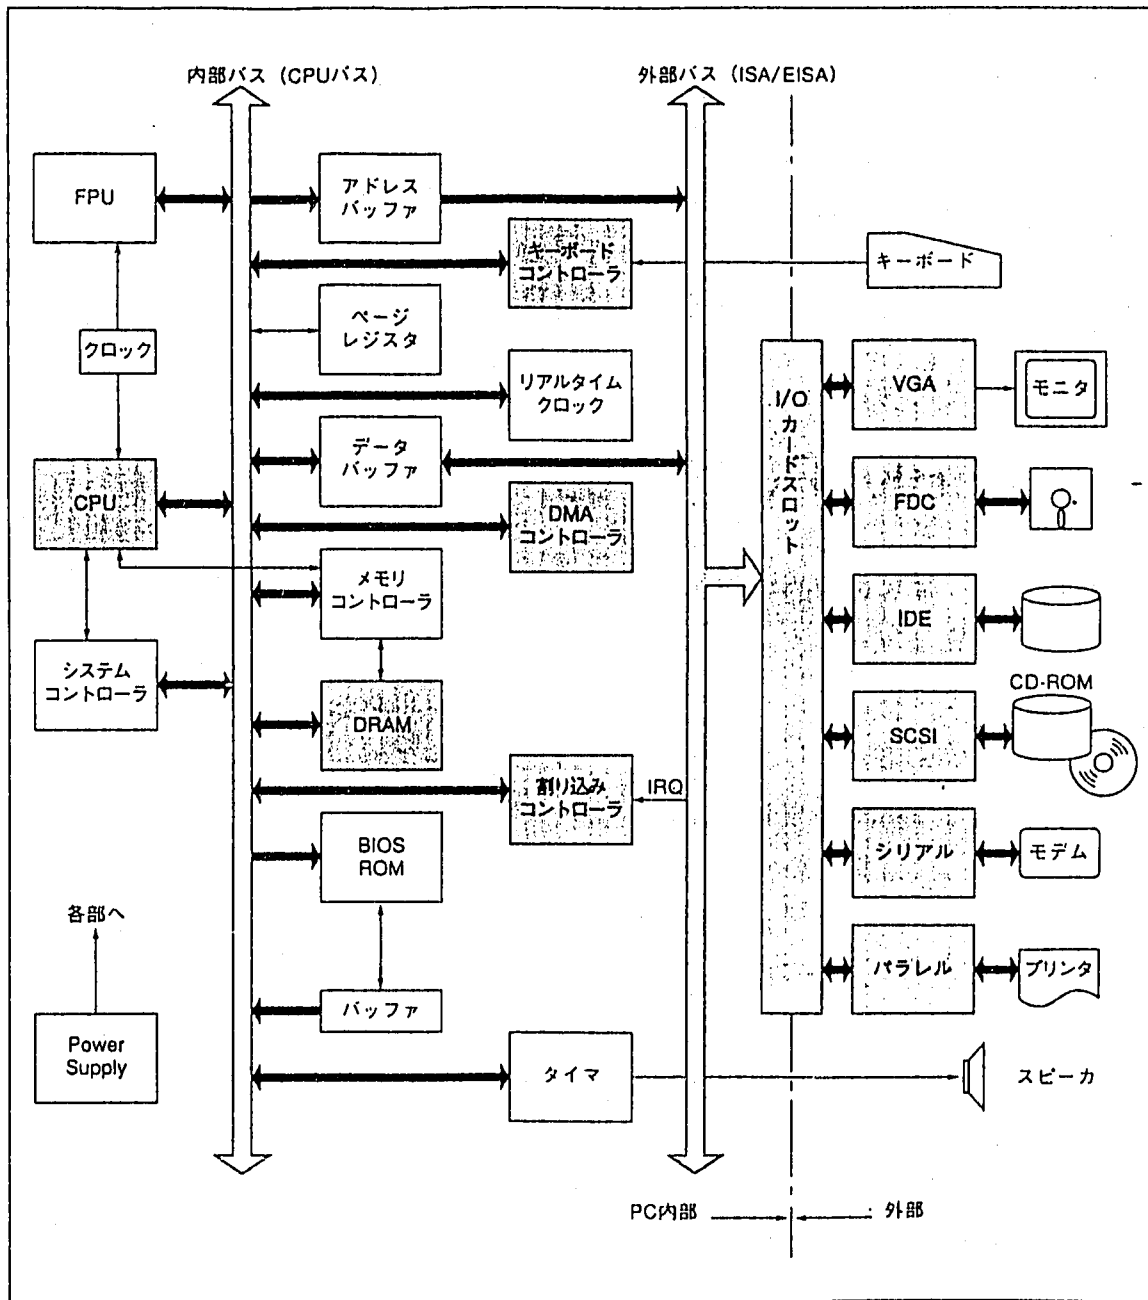 内部バス (CPUバス)
外部バス (ISA/EISA)
FPU
アドレス
バッファ
キーボード
コントローラ
キーボード
ページ
レジスタ
クロック
リアルタイム
クロック
データ
バッファ
CPU
DMA
コントローラ
メモリ
コントローラ
システム
コントローラ
DRAM
割り込み
コントローラ
IRQ
BIOS
ROM
各部へ
バッファ
Power
Supply
タイマ
スピーカ
I/Oカードスロット
VGA
モニタ
FDC
IDE
CD-ROM
SCSI
シリアル
モデム
パラレル
プリンタ
PC内部
外部